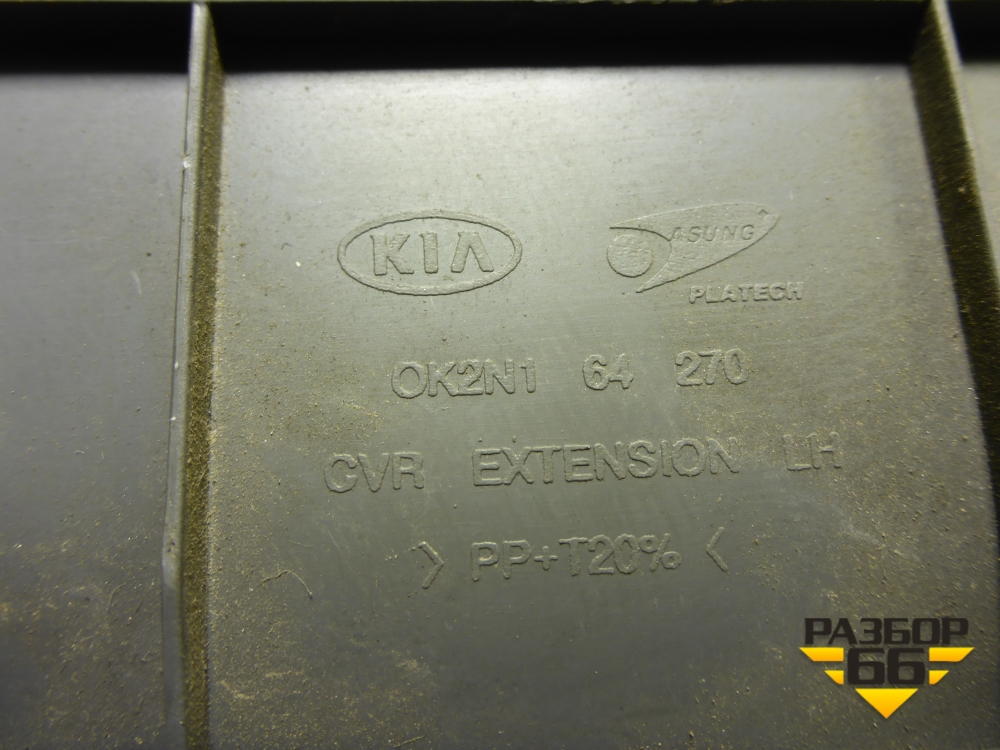 KIA
ASUNG
PLATECH
OK2N1 64 270
CVR EXTENSION LH
>PP+T20%<
РАЗБОР
66